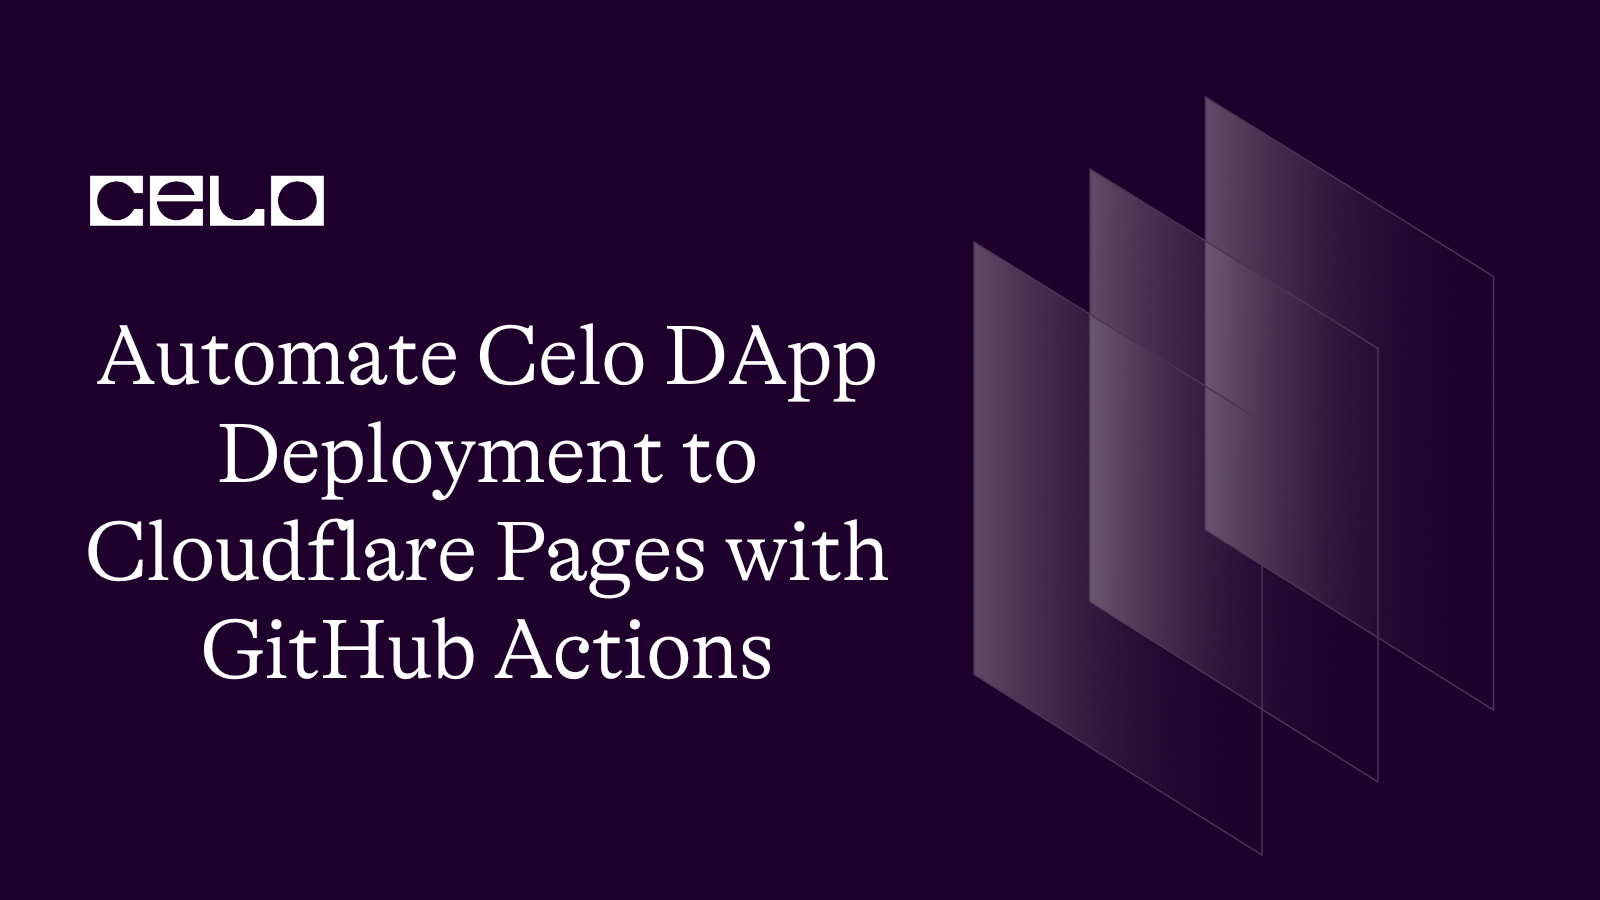 CELO
Automate Celo DApp
Deployment to
Cloudflare Pages with
GitHub Actions